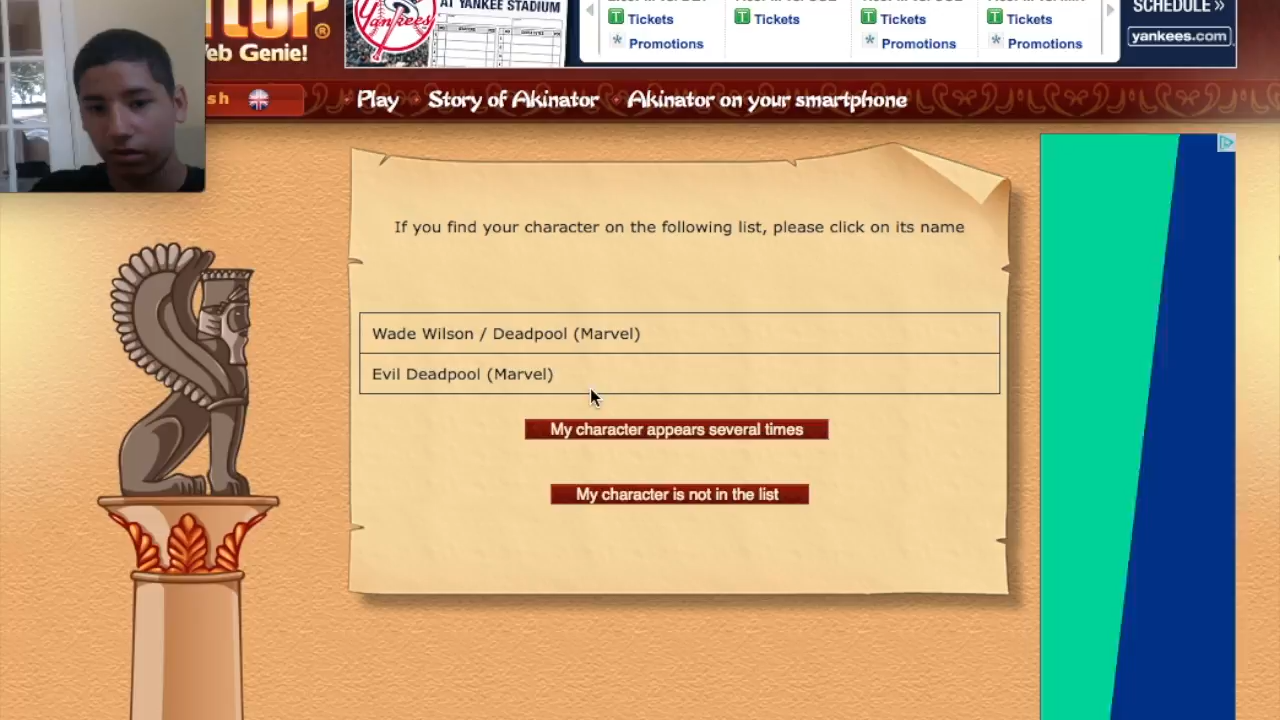 eb Genie!
Yankees
AT YANKEE STADIUM
Tickets
Promotions
Tickets
Tickets
Promotions
Tickets
Promotions
SCHEDULE »
yankees.com
sh
Play
Story of Akinator
Akinator on your smartphone
If you find your character on the following list, please click on its name
Wade Wilson / Deadpool (Marvel)
Evil Deadpool (Marvel)
My character appears several times
My character is not in the list